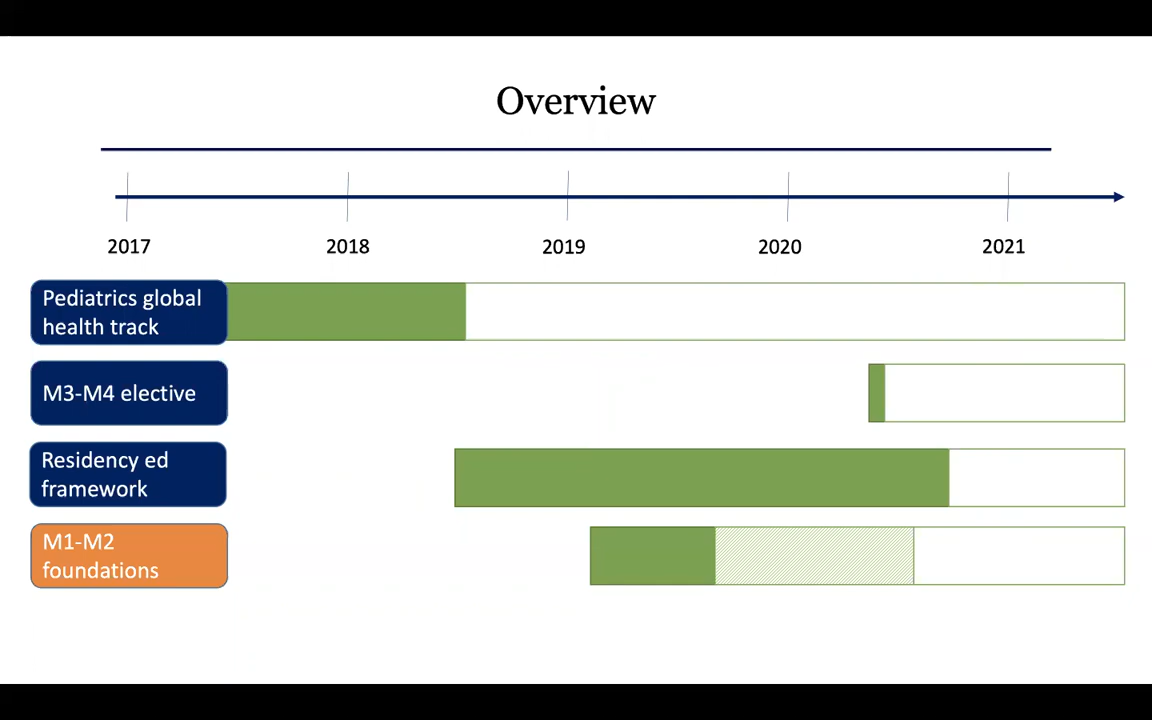 Overview
2017 2018 2019 2020 2021
Pediatrics global
health track
M3-M4 elective
Residency ed
framework
M1-M2
foundations